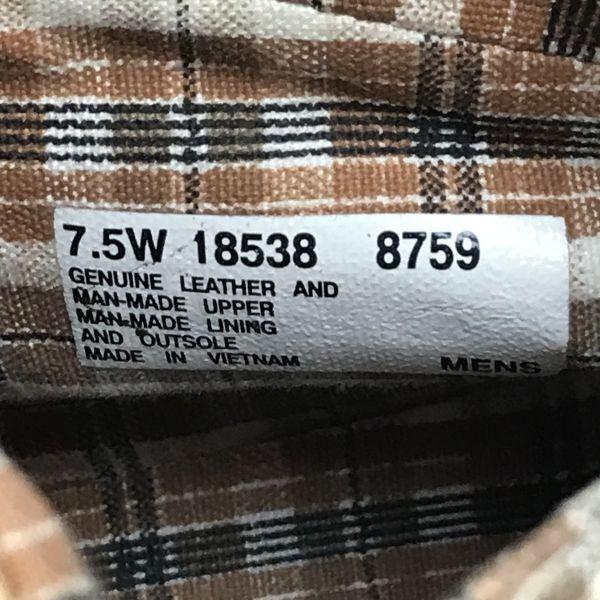 7.5W 18538 8759
GENUINE LEATHER AND
MAN-MADE UPPER
MAN-MADE LINING
AND OUTSOLE
MADE IN VIETNAM MENS